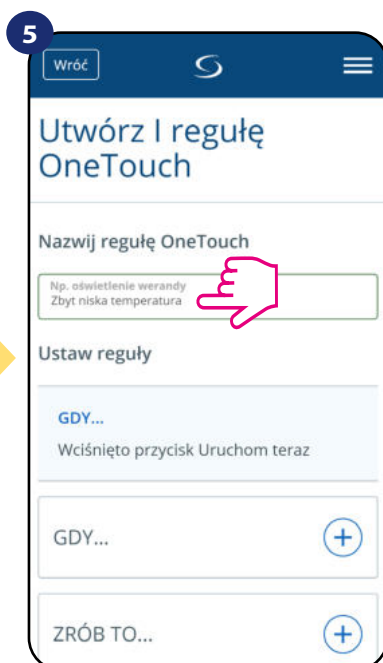 5
Wróć
Utwórz I regułę
OneTouch
Nazwij regułę OneTouch
Np. oświetlenie werandy
Zbyt niska temperatura
Ustaw reguły
GDY...
Wciśnięto przycisk Uruchom teraz
GDY...
ZRÓB TO...